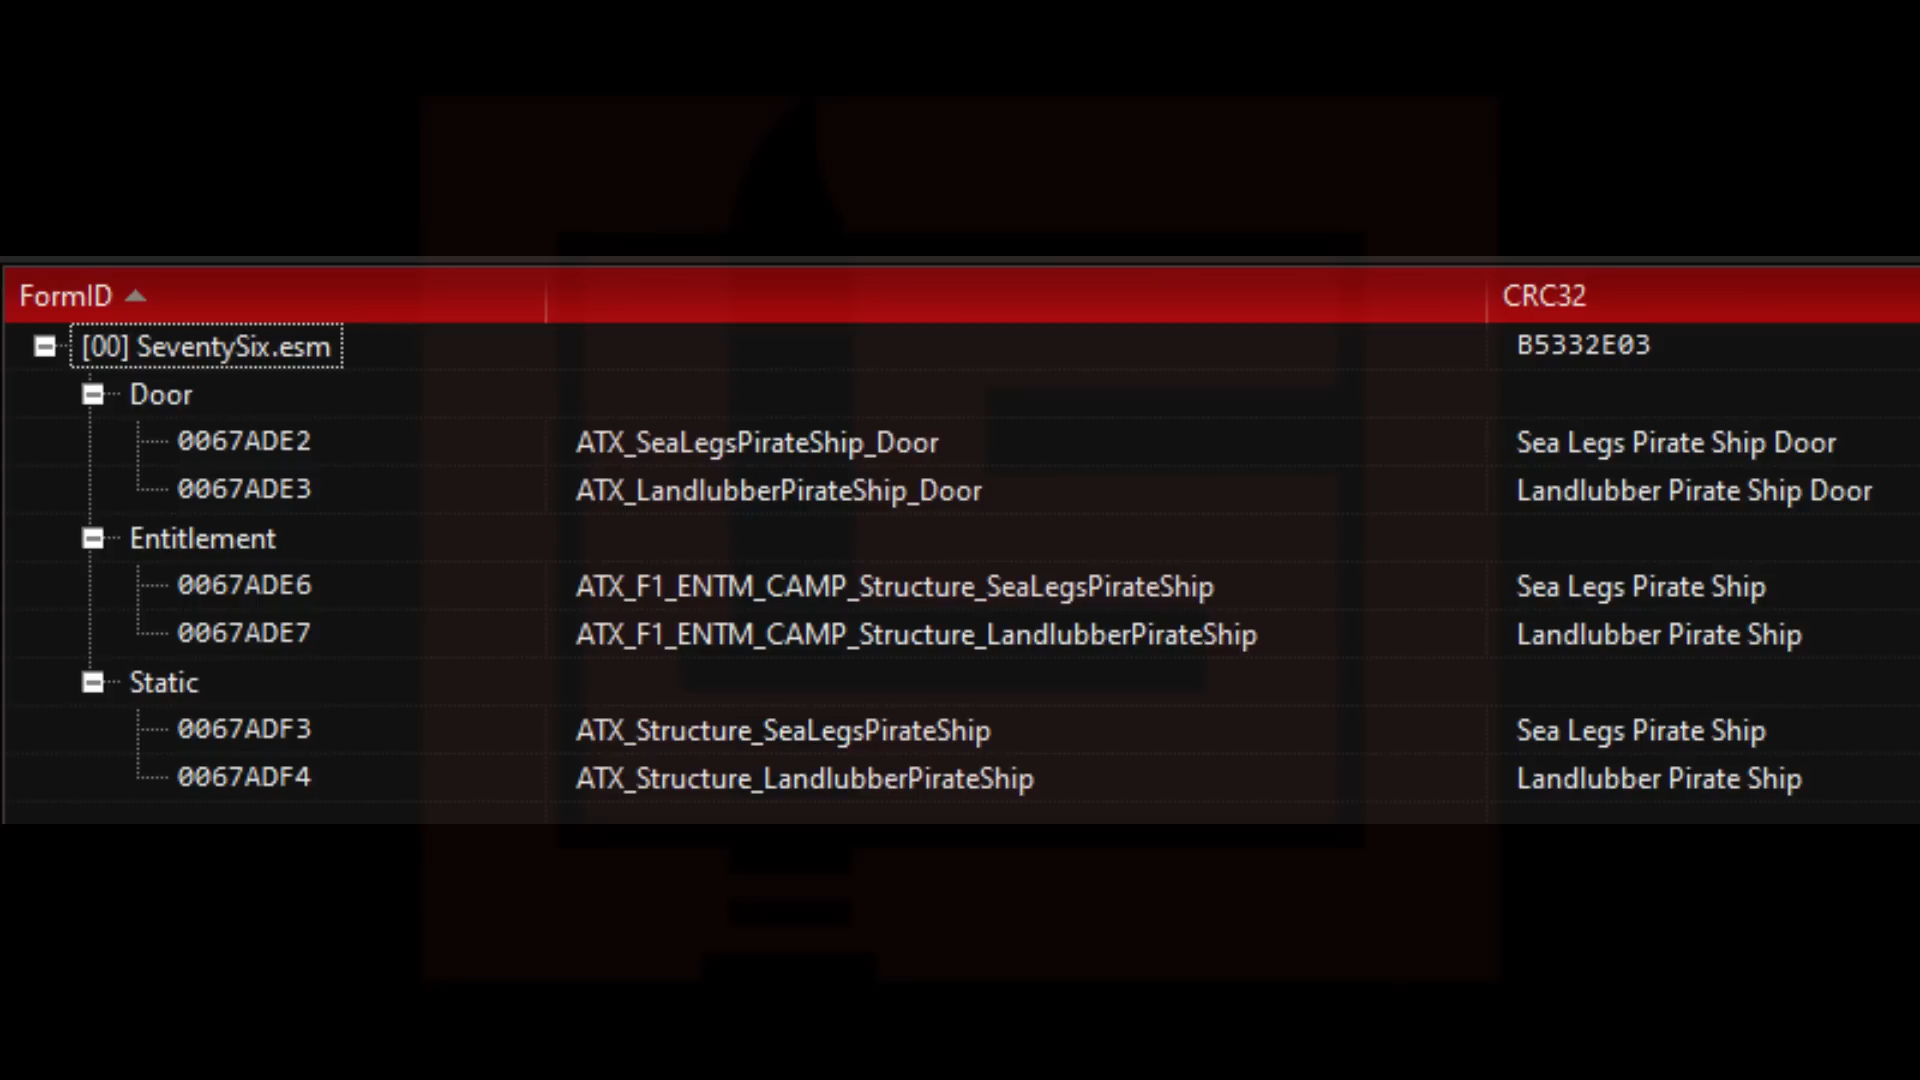 FormID CRC32
[00] SeventySix.esm B5332E03
Door
0067ADE2 ATX_SeaLegsPirateShip_Door Sea Legs Pirate Ship Door
0067ADE3 ATX_LandlubberPirateShip_Door Landlubber Pirate Ship Door
Entitlement
0067ADE6 ATX_F1_ENTM_CAMP_Structure_SeaLegsPirateShip Sea Legs Pirate Ship
0067ADE7 ATX_F1_ENTM_CAMP_Structure_LandlubberPirateShip Landlubber Pirate Ship
Static
0067ADF3 ATX_Structure_SeaLegsPirateShip Sea Legs Pirate Ship
0067ADF4 ATX_Structure_LandlubberPirateShip Landlubber Pirate Ship